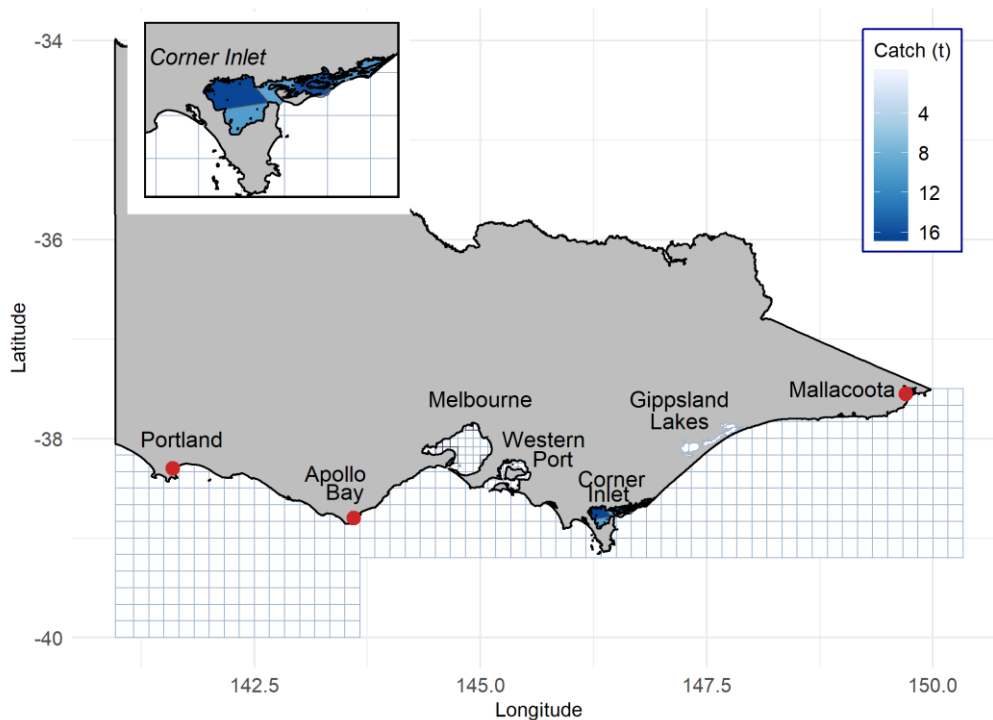 -34
Corner Inlet
Catch (t)
4
8
12
16
-36
Latitude
Mallacoota
Gippsland
Lakes
Melbourne
Portland
Western
Port
-38
Apollo
Bay
Corner
Inlet
-40
142.5
145.0
147.5
150.0
Longitude